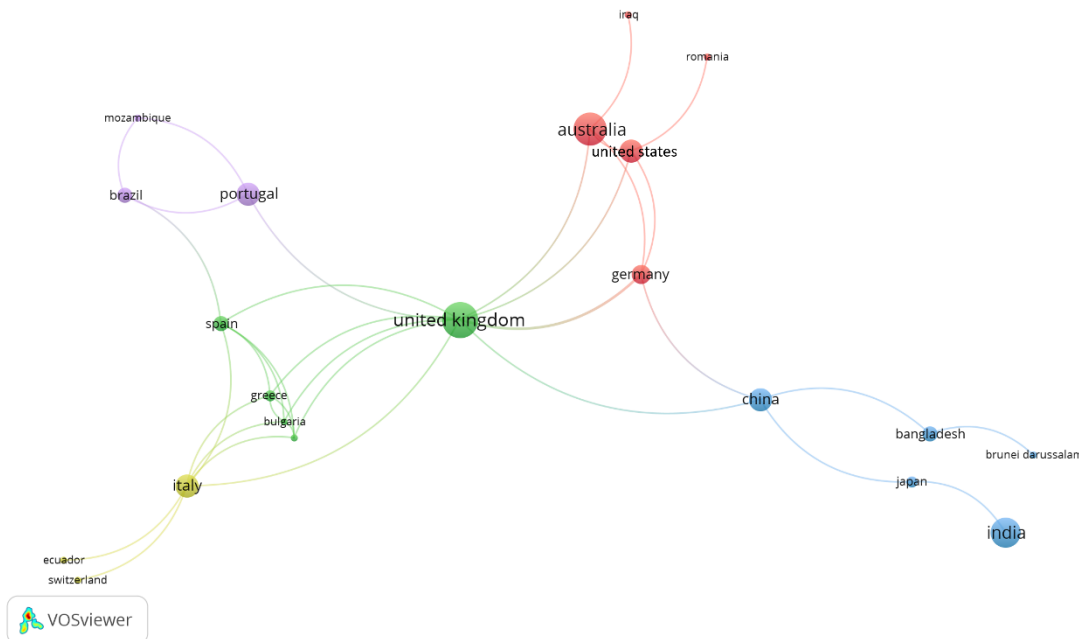 iraq
romania
mozambique
australia
united states
brazil
portugal
germany
united kingdom
spain
greece
china
bulgaria
bangladesh
brunei darussalam
italy
japan
india
ecuador
switzerland
VOSviewer